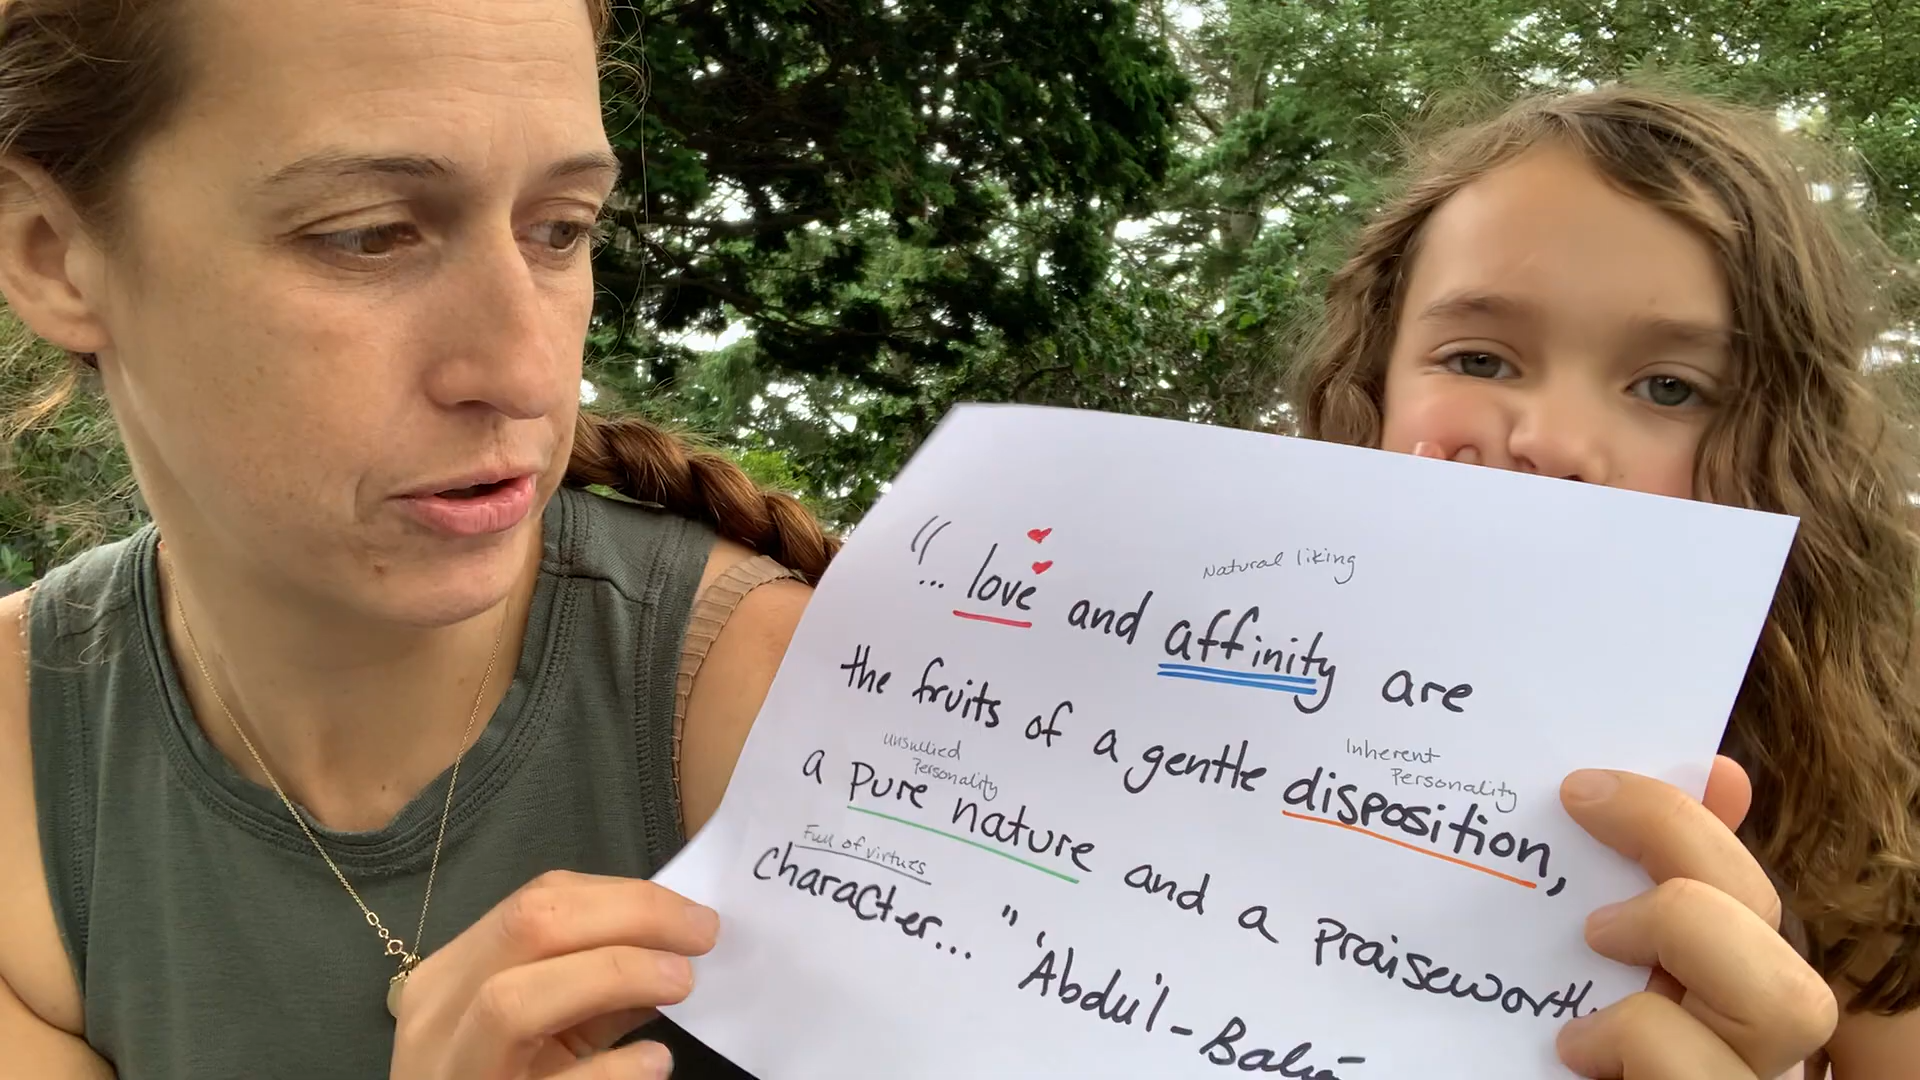 "... love and affinity are
Natural liking
the fruits of a gentle disposition,
Inherent Personality
a pure nature and a praiseworth
Unsullied Personality
character..." 'Abdu'l-Bahá
Full of virtues